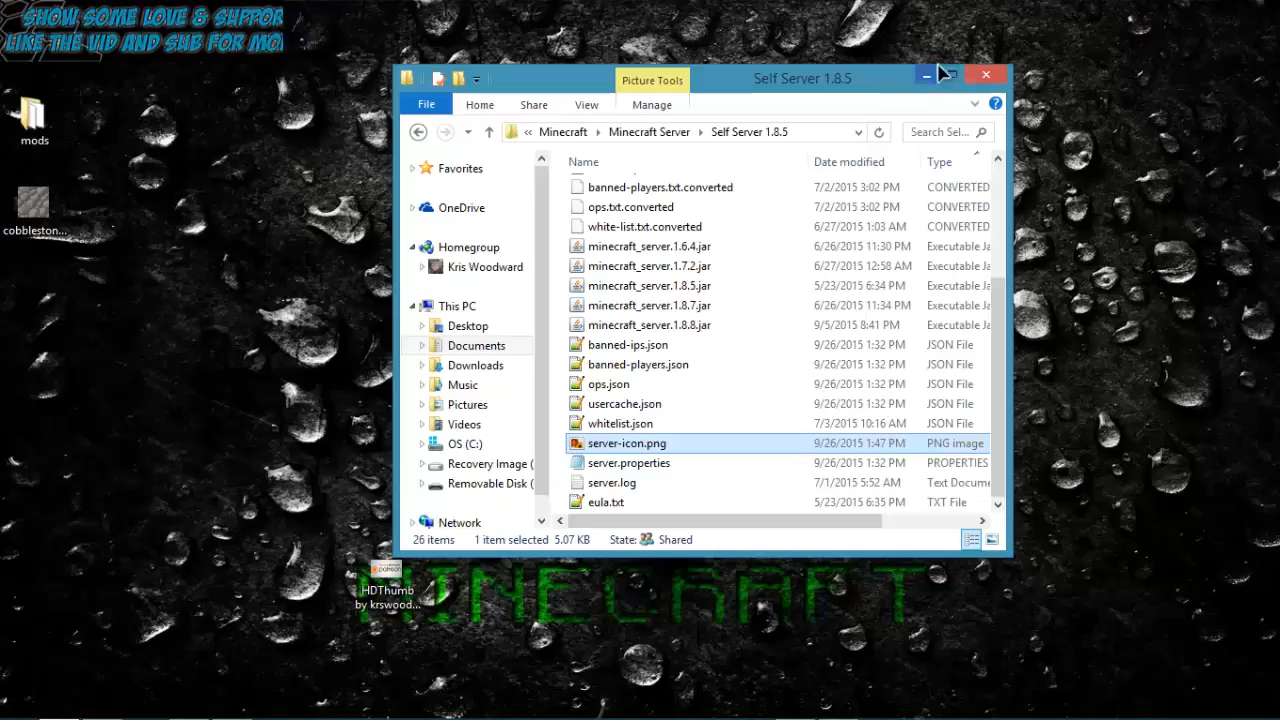 SHOW SOME LOVE & SUPPOR
LIKE THE VID AND SUB FOR MO
mods
cobbleston...
Picture Tools
Self Server 1.8.5
File
Home
Share
View
Manage
« Minecraft
Minecraft Server
Self Server 1.8.5
Search Sel...
Favorites
OneDrive
Homegroup
Kris Woodward
This PC
Desktop
Documents
Downloads
Music
Pictures
Videos
OS (C:)
Recovery Image (
Removable Disk (
Network
Name Date modified Type
banned-players.txt.converted 7/2/2015 3:02 PM CONVERTED
ops.txt.converted 7/2/2015 3:02 PM CONVERTED
white-list.txt.converted 6/27/2015 1:03 AM CONVERTED
minecraft_server.1.6.4.jar 6/26/2015 11:30 PM Executable Ja
minecraft_server.1.7.2.jar 6/27/2015 12:58 AM Executable Ja
minecraft_server.1.8.5.jar 5/23/2015 6:34 PM Executable Ja
minecraft_server.1.8.7.jar 6/26/2015 11:34 PM Executable Ja
minecraft_server.1.8.8.jar 9/5/2015 8:41 PM Executable Ja
banned-ips.json 9/26/2015 1:32 PM JSON File
banned-players.json 9/26/2015 1:32 PM JSON File
ops.json 9/26/2015 1:32 PM JSON File
usercache.json 9/26/2015 1:32 PM JSON File
whitelist.json 7/3/2015 10:16 AM JSON File
server-icon.png 9/26/2015 1:47 PM PNG image
server.properties 9/26/2015 1:32 PM PROPERTIES
server.log 7/1/2015 5:52 AM Text Docume
eula.txt 5/23/2015 6:35 PM TXT File
26 items
1 item selected 5.07 KB
State: Shared
HDThumb
by krswood...
MINECRAFT